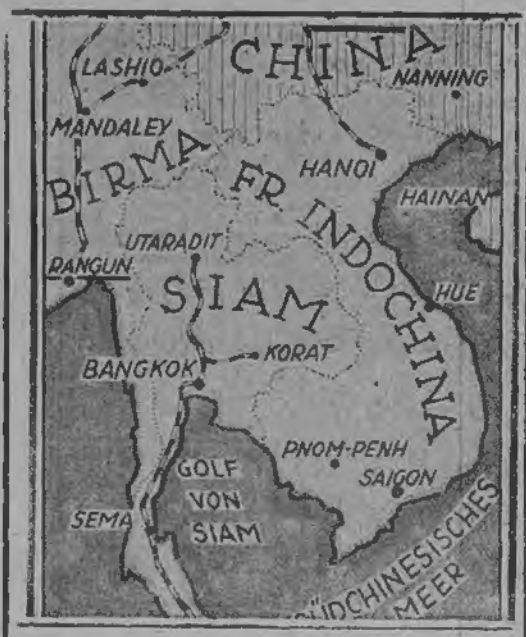 CHINA
LASHIO
NANNING
MANDALEY
BIRMA
HANOI
FR. INDOCHINA
HAINAN
UTARADIT
RANGUN
SIAM
HUE
KORAT
BANGKOK
PNOM-PENH
GOLF
VON
SIAM
SAIGON
SEMA
SÜDCHINESISCHES
MEER